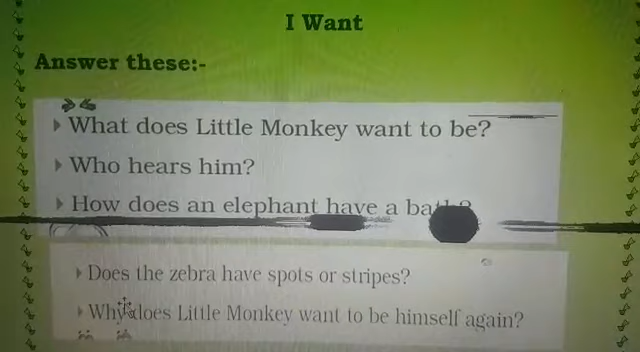 I Want
Answer these:-
What does Little Monkey want to be?
Who hears him?
How does an elephant have a bath?
Does the zebra have spots or stripes?
Why does Little Monkey want to be himself again?